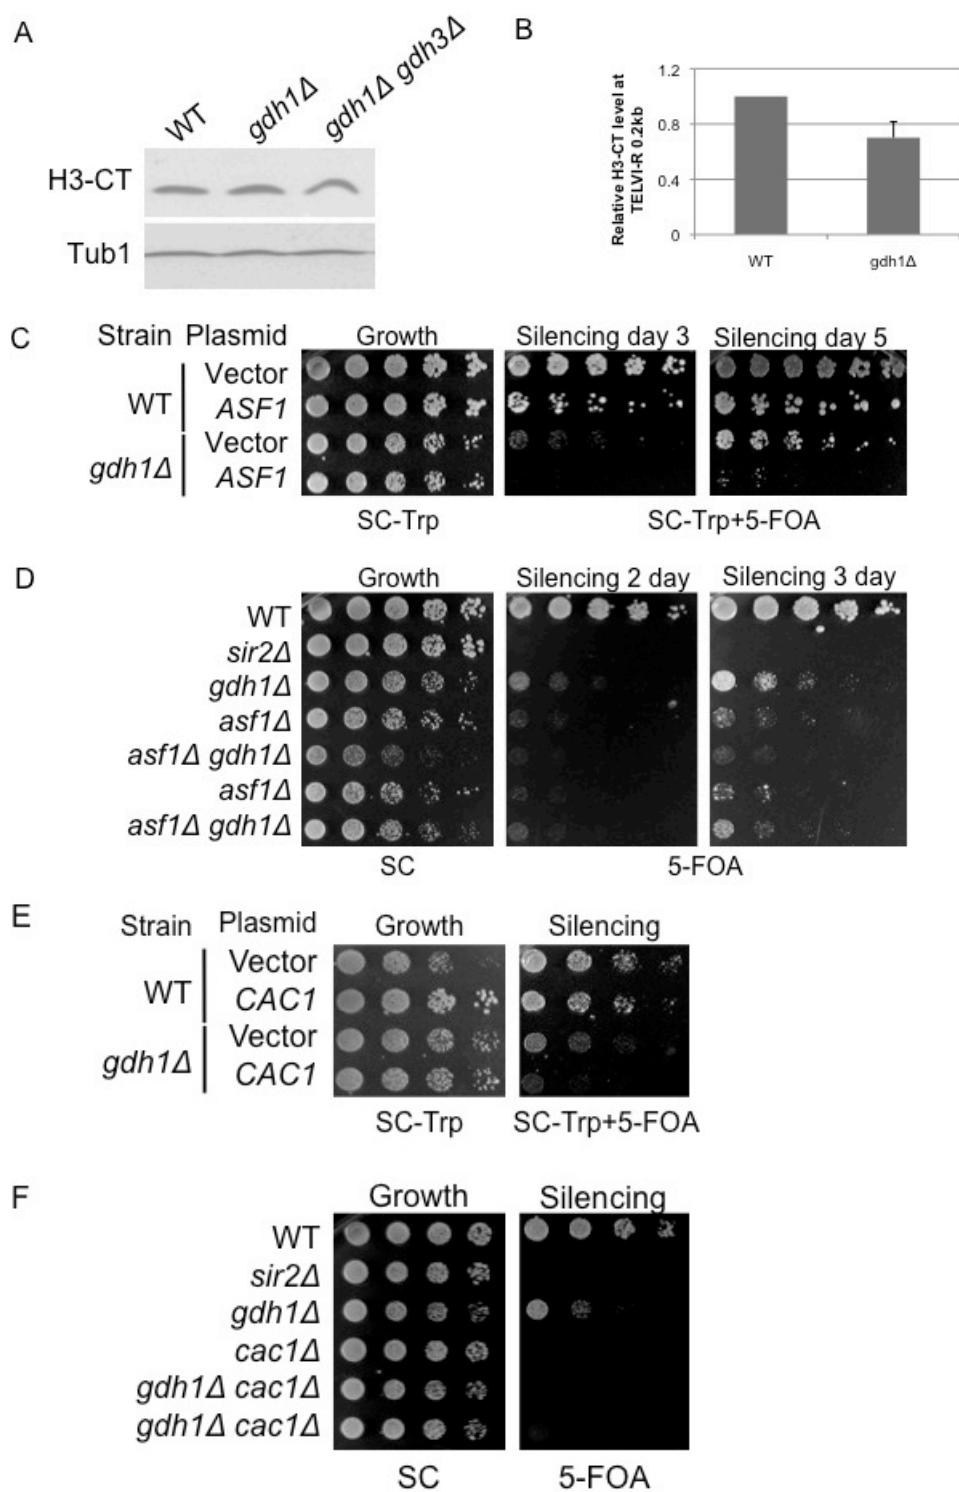 A
WT gdh1Δ gdh1Δ gdh3Δ
H3-CT
Tub1
B
Relative H3-CT level at
TELVI-R 0.2kb
1.2
0.8
0.4
0
WT gdh1Δ
C
Strain Plasmid Growth Silencing day 3 Silencing day 5
WT
Vector
ASF1
gdh1Δ
Vector
ASF1
SC-Trp SC-Trp+5-FOA
D
Growth Silencing 2 day Silencing 3 day
WT
sir2Δ
gdh1Δ
asf1Δ
asf1Δ gdh1Δ
asf1Δ
asf1Δ gdh1Δ
SC 5-FOA
E
Strain Plasmid Growth Silencing
WT
Vector
CAC1
gdh1Δ
Vector
CAC1
SC-Trp SC-Trp+5-FOA
F
Growth Silencing
WT
sir2Δ
gdh1Δ
cac1Δ
gdh1Δ cac1Δ
gdh1Δ cac1Δ
SC 5-FOA